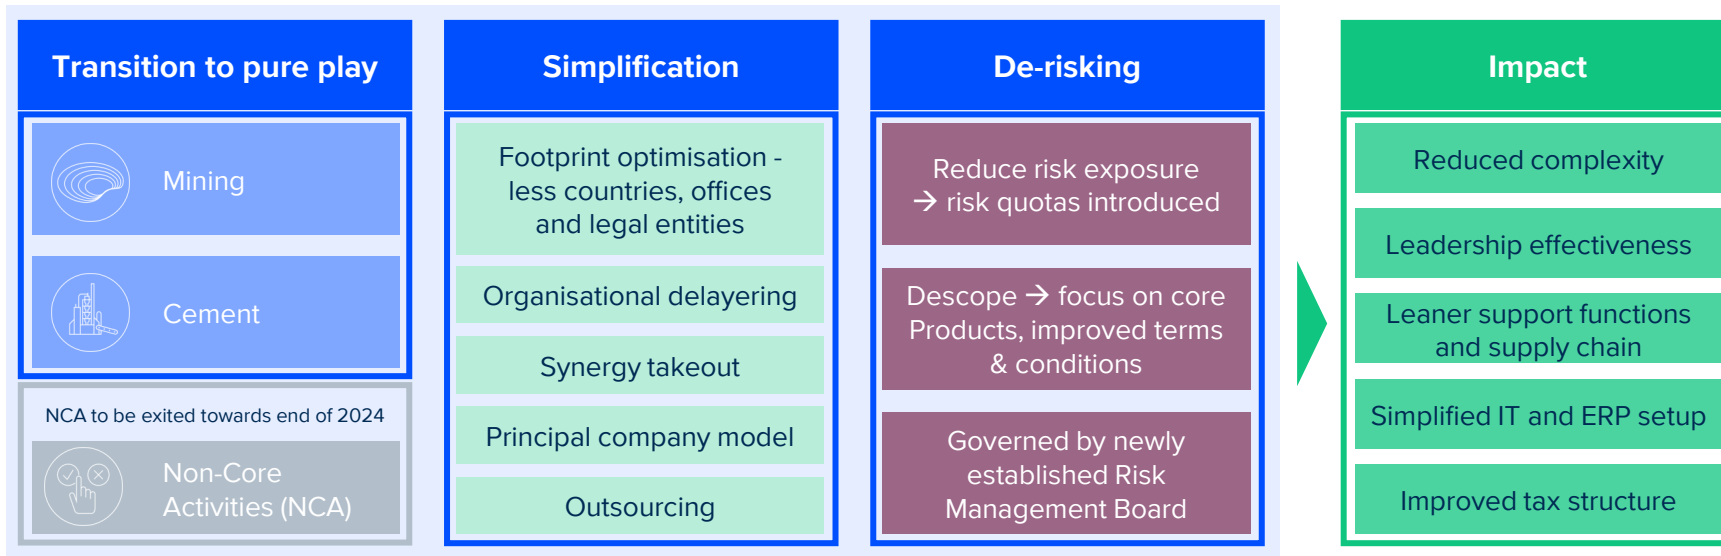 Transition to pure play
Mining
Cement
NCA to be exited towards end of 2024
Non-Core
Activities (NCA)
Simplification
Footprint optimisation -
less countries, offices
and legal entities
Organisational delayering
Synergy takeout
Principal company model
Outsourcing
De-risking
Reduce risk exposure
→ risk quotas introduced
Descope → focus on core
Products, improved terms
& conditions
Governed by newly
established Risk
Management Board
Impact
Reduced complexity
Leadership effectiveness
Leaner support functions
and supply chain
Simplified IT and ERP setup
Improved tax structure